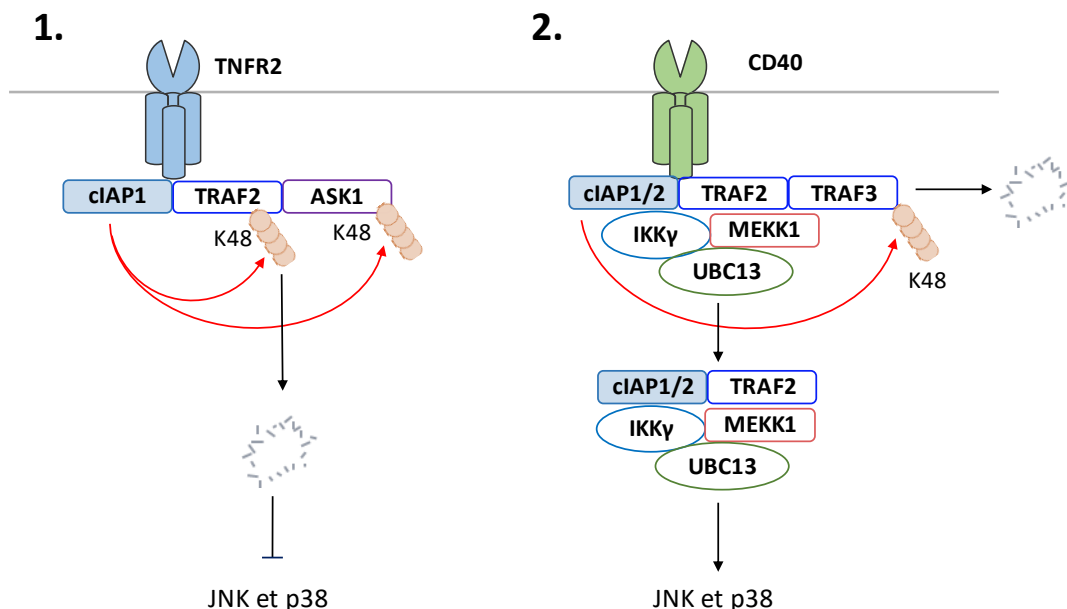 1.
TNFR2
cIAP1
TRAF2
ASK1
K48
K48
JNK et p38
2.
CD40
cIAP1/2
TRAF2
TRAF3
IKKγ
MEKK1
UBC13
K48
cIAP1/2
TRAF2
IKKγ
MEKK1
UBC13
JNK et p38